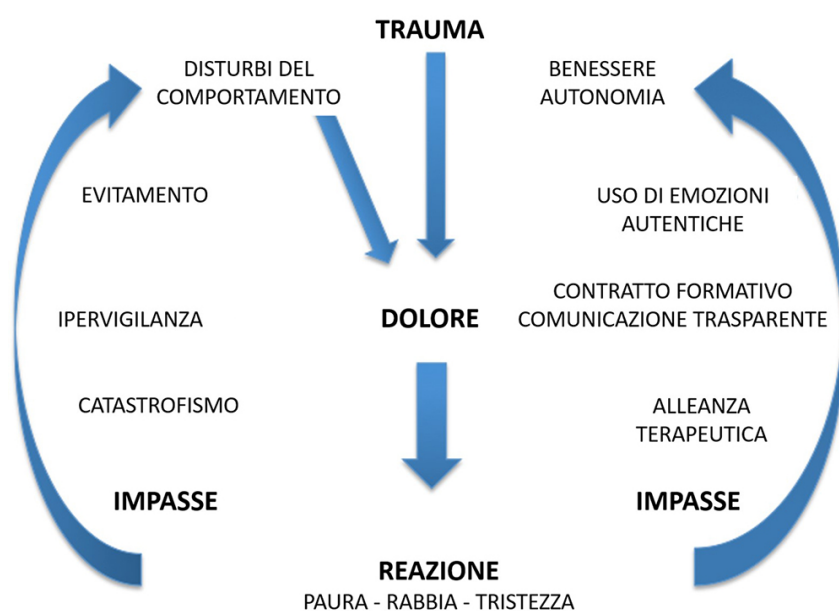 TRAUMA
DISTURBI DEL
COMPORTAMENTO
BENESSERE
AUTONOMIA
EVITAMENTO
USO DI EMOZIONI
AUTENTICHE
IPERVIGILANZA
DOLORE
CONTRATTO FORMATIVO
COMUNICAZIONE TRASPARENTE
CATASTROFISMO
ALLEANZA
TERAPEUTICA
IMPASSE
IMPASSE
REAZIONE
PAURA - RABBIA - TRISTEZZA